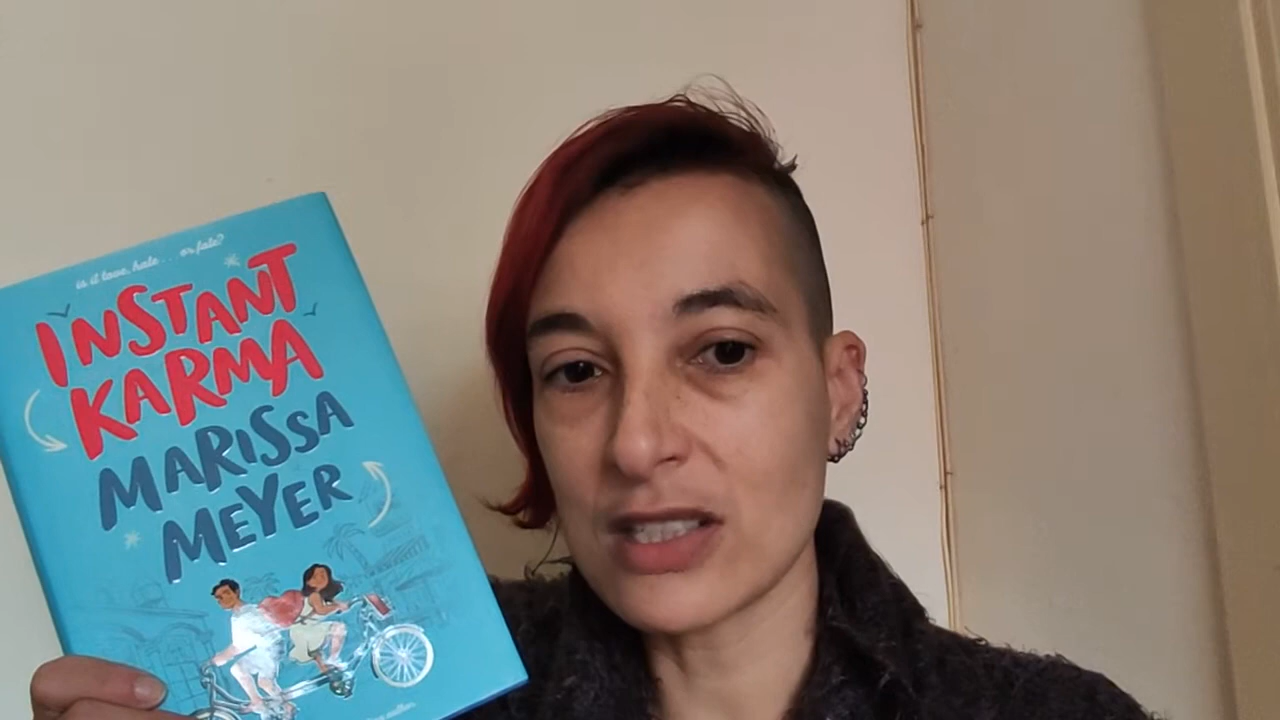 is it love, hate... or fate?
INSTANT
KARMA
MARISSA
MEYER